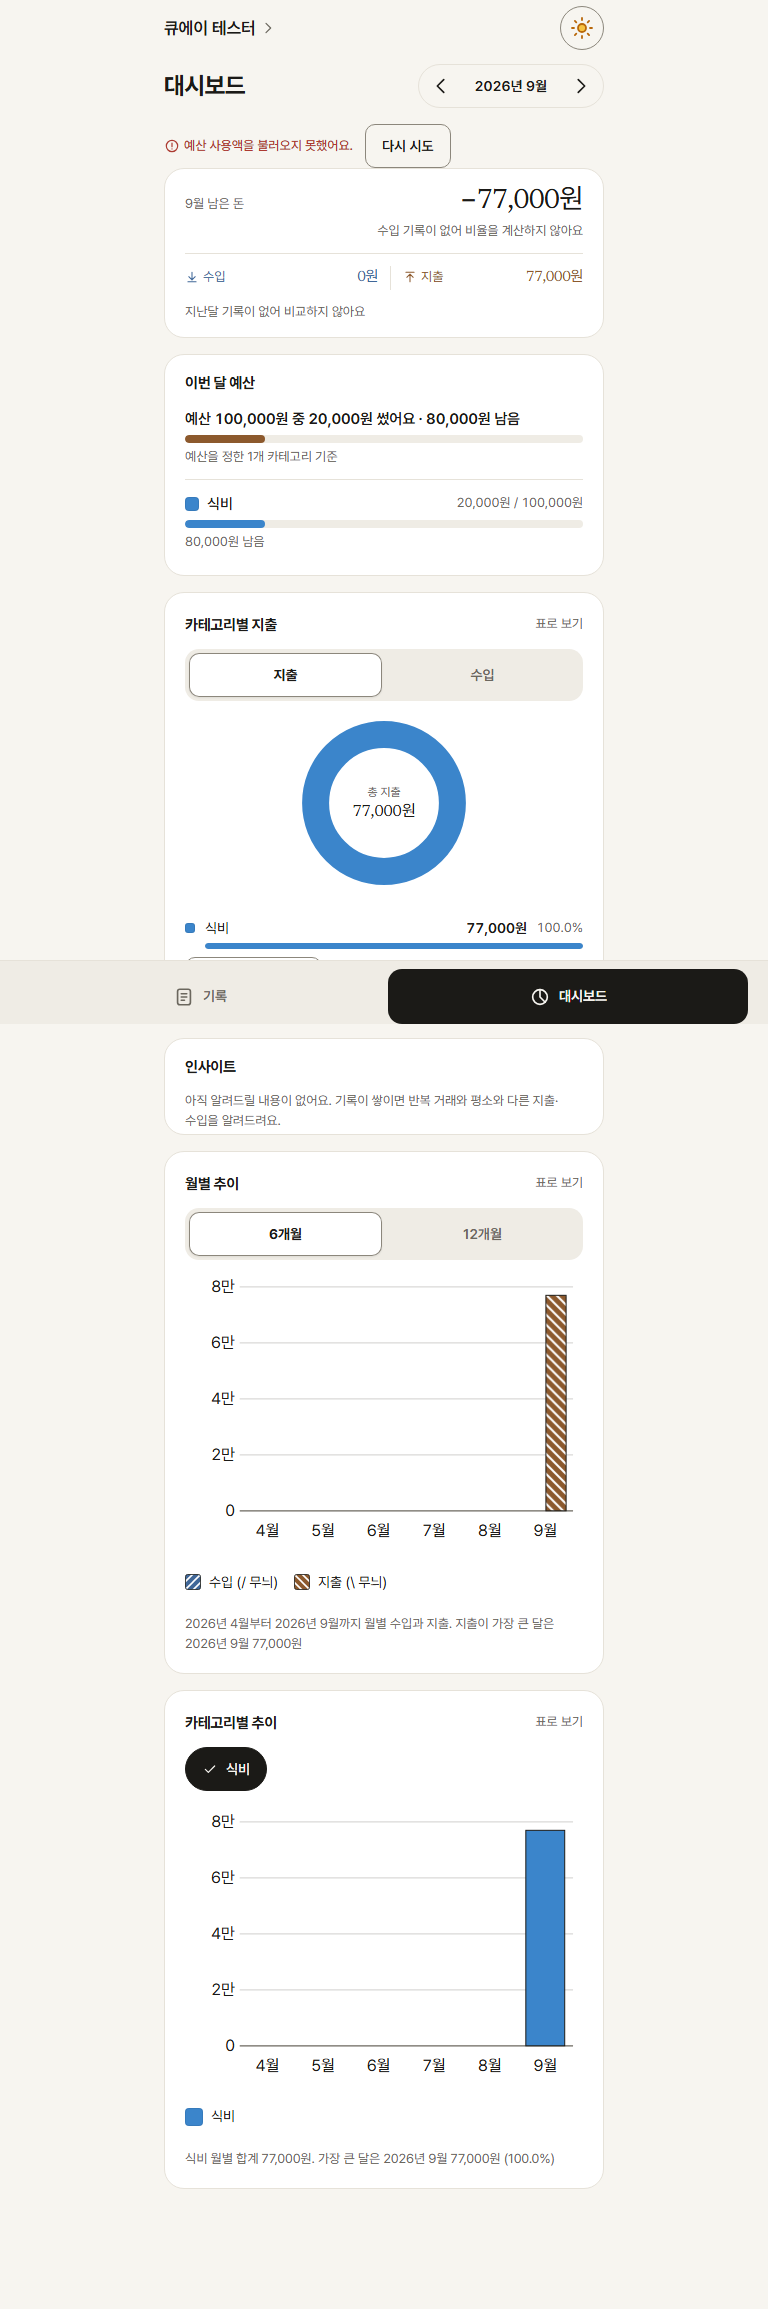 큐에이 테스터
대시보드
2026년 9월
예산 사용액을 불러오지 못했어요.
다시 시도
9월 남은 돈
−77,000원
수입 기록이 없어 비율을 계산하지 않아요
수입 0원
지출 77,000원
지난달 기록이 없어 비교하지 않아요
이번 달 예산
예산 100,000원 중 20,000원 썼어요 · 80,000원 남음
예산을 정한 1개 카테고리 기준
식비 20,000원 / 100,000원
80,000원 남음
카테고리별 지출 표로 보기
지출 수입
총 지출
77,000원
식비 77,000원 100.0%
기록 대시보드
인사이트
아직 알려드릴 내용이 없어요. 기록이 쌓이면 반복 거래와 평소와 다른 지출·
수입을 알려드려요.
월별 추이 표로 보기
6개월 12개월
8만
6만
4만
2만
0
4월 5월 6월 7월 8월 9월
수입 (/ 무늬) 지출 (\ 무늬)
2026년 4월부터 2026년 9월까지 월별 수입과 지출. 지출이 가장 큰 달은
2026년 9월 77,000원
카테고리별 추이 표로 보기
식비
8만
6만
4만
2만
0
4월 5월 6월 7월 8월 9월
식비
식비 월별 합계 77,000원. 가장 큰 달은 2026년 9월 77,000원 (100.0%)